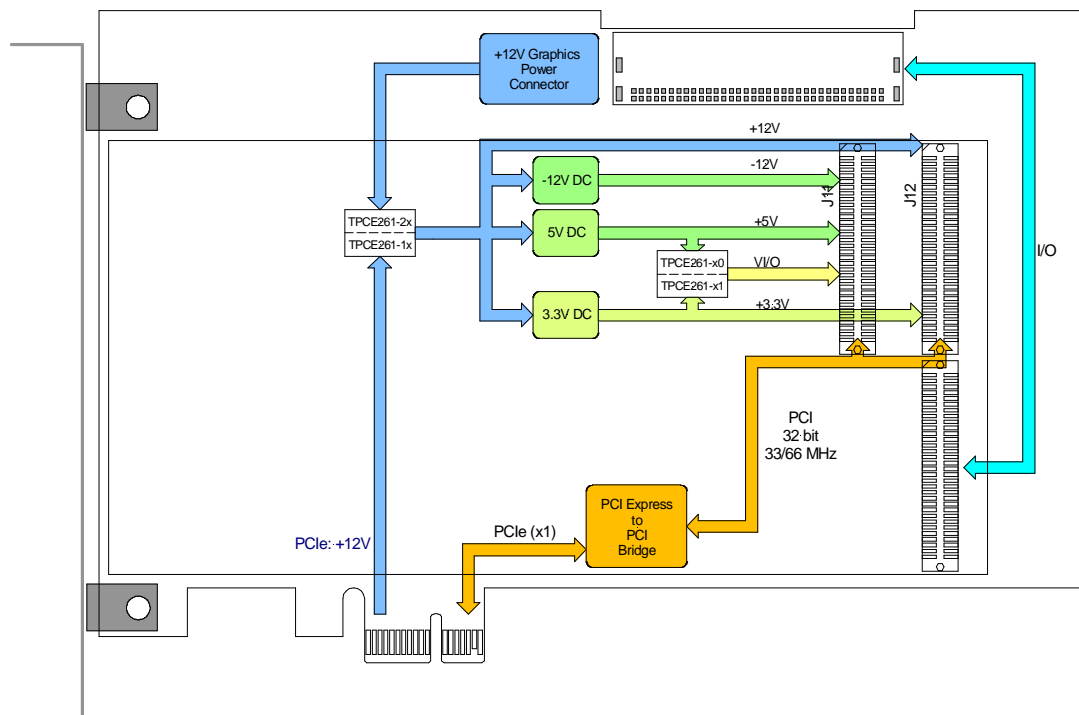 +12V Graphics
Power
Connector
+12V
-12V
-12V DC
J11
J12
TPCE261-2x
TPCE261-1x
5V DC
+5V
I/O
TPCE261-x0
TPCE261-x1
VI/O
3.3V DC
+3.3V
PCI
32-bit
33/66 MHz
PCI Express
to
PCI
Bridge
PCIe (x1)
PCIe: +12V